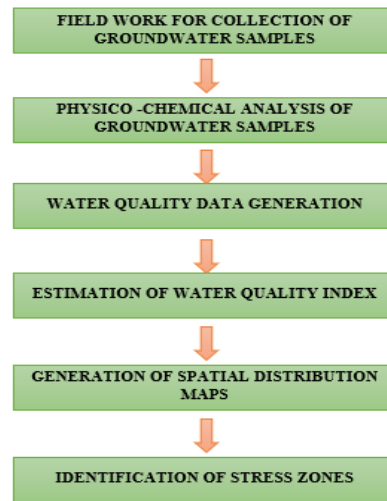 FIELD WORK FOR COLLECTION OF
GROUNDWATER SAMPLES
PHYSICO -CHEMICAL ANALYSIS OF
GROUNDWATER SAMPLES
WATER QUALITY DATA GENERATION
ESTIMATION OF WATER QUALITY INDEX
GENERATION OF SPATIAL DISTRIBUTION
MAPS
IDENTIFICATION OF STRESS ZONES